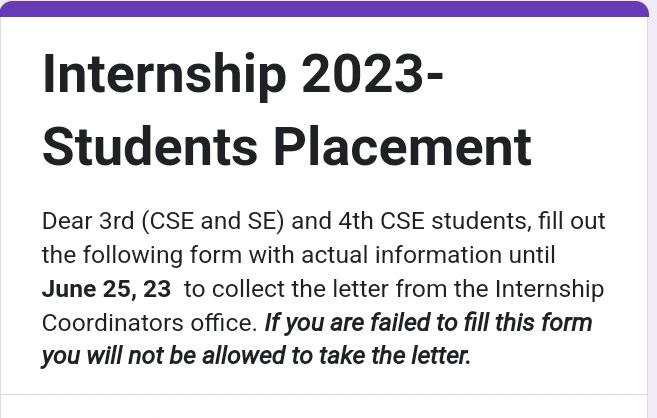 Internship 2023-
Students Placement
Dear 3rd (CSE and SE) and 4th CSE students, fill out
the following form with actual information until
June 25, 23  to collect the letter from the Internship
Coordinators office. If you are failed to fill this form
you will not be allowed to take the letter.